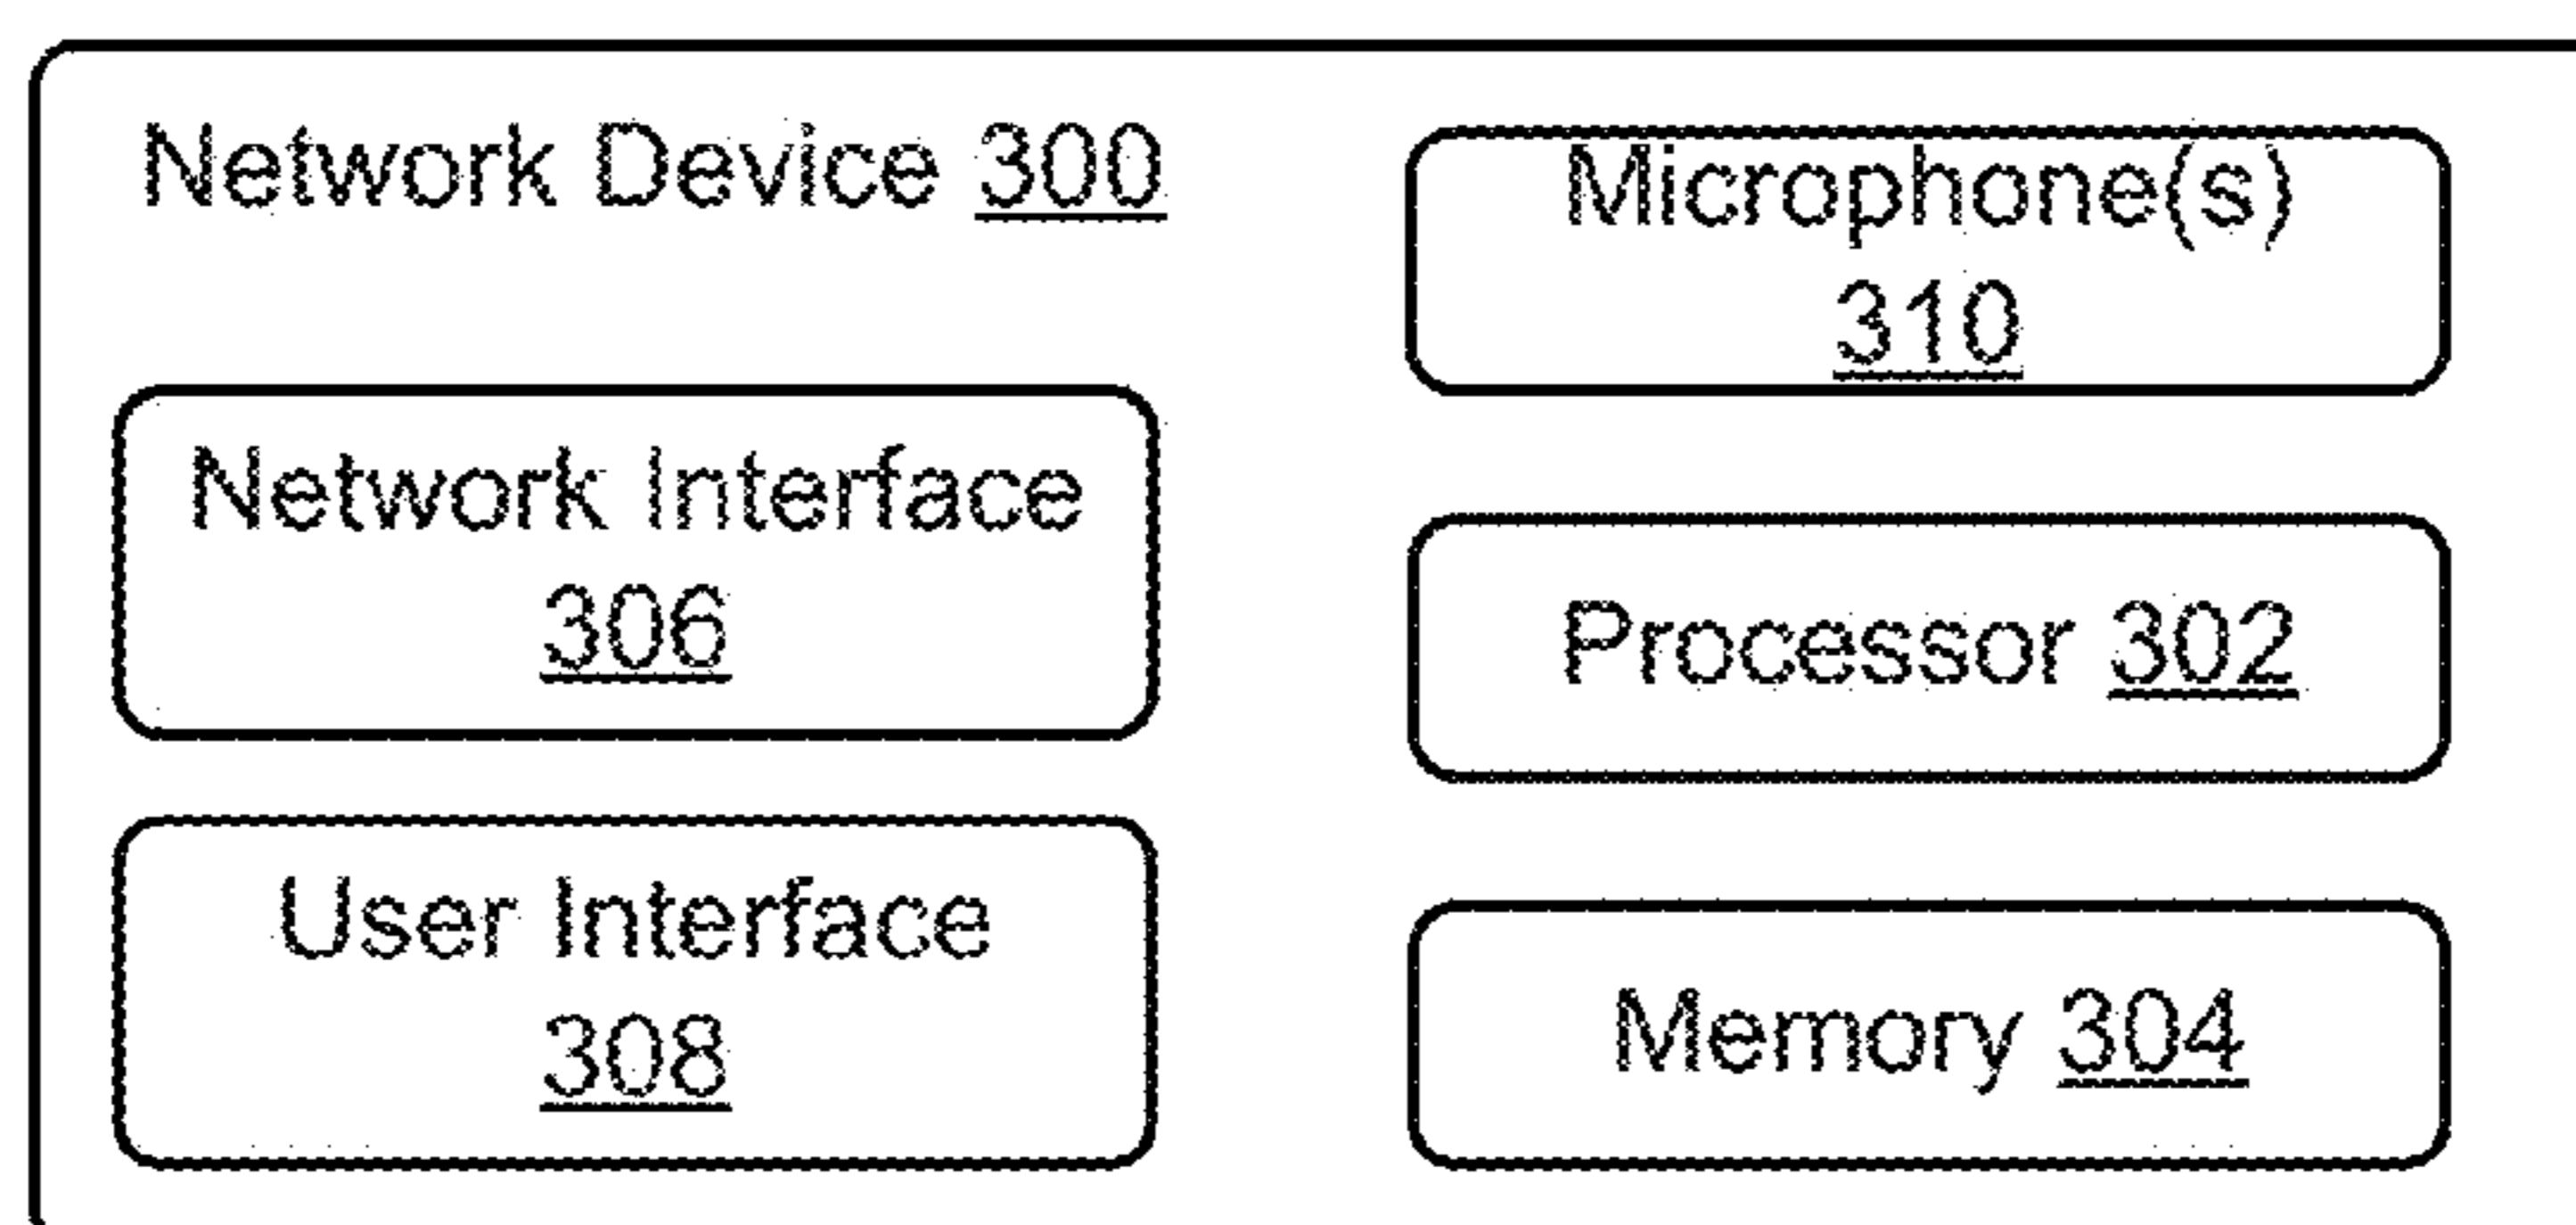 Network Device 300
Microphone(s)
310
Network Interface
306
Processor 302
User Interface
308
Memory 304